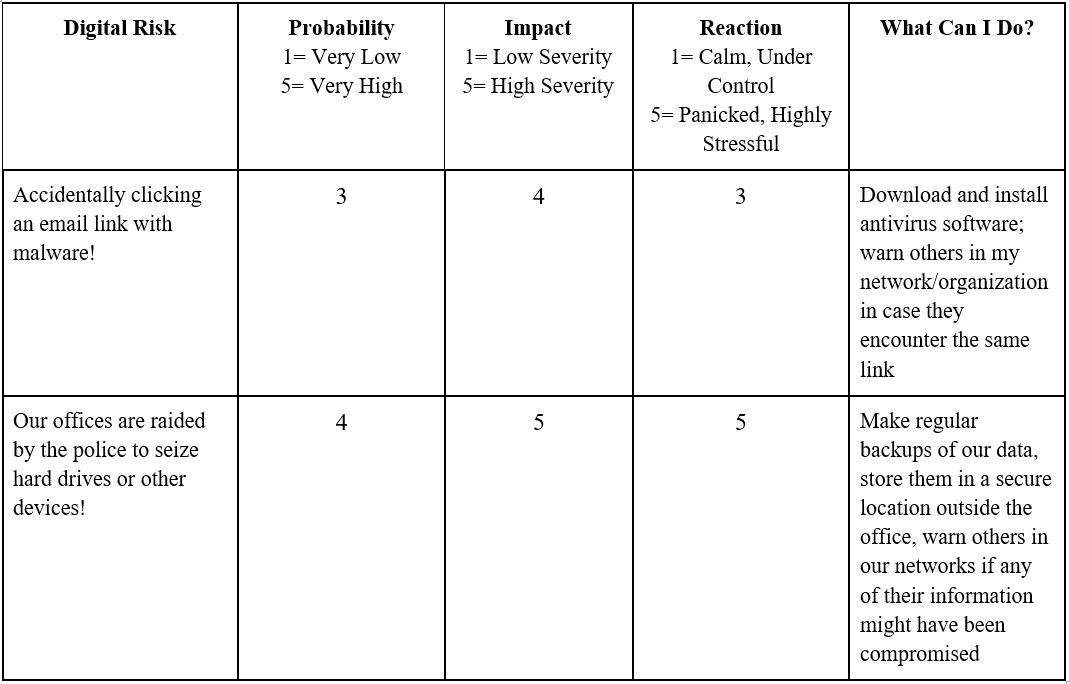 Digital Risk
Probability
1= Very Low
5= Very High
Impact
1= Low Severity
5= High Severity
Reaction
1= Calm, Under
Control
5= Panicked, Highly
Stressful
What Can I Do?
Accidentally clicking
an email link with
malware!
3
4
3
Download and install
antivirus software;
warn others in my
network/organization
in case they
encounter the same
link
Our offices are raided
by the police to seize
hard drives or other
devices!
4
5
5
Make regular
backups of our data,
store them in a secure
location outside the
office, warn others in
our networks if any
of their information
might have been
compromised